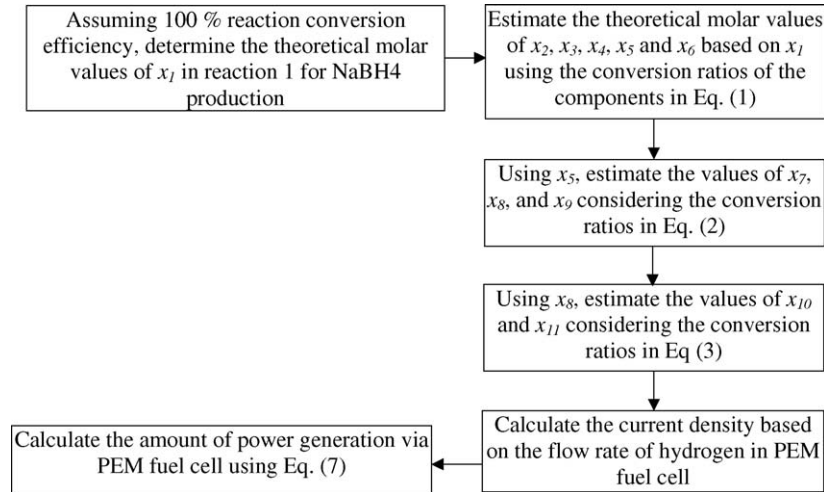 Assuming 100 % reaction conversion
efficiency, determine the theoretical molar
values of x1 in reaction 1 for NaBH4
production
Estimate the theoretical molar values
of x2, x3, x4, x5 and x6 based on x1
using the conversion ratios of the
components in Eq. (1)
Using x5, estimate the values of x7,
x8, and x9 considering the conversion
ratios in Eq. (2)
Using x8, estimate the values of x10
and x11 considering the conversion
ratios in Eq (3)
Calculate the current density based
on the flow rate of hydrogen in PEM
fuel cell
Calculate the amount of power generation via
PEM fuel cell using Eq. (7)